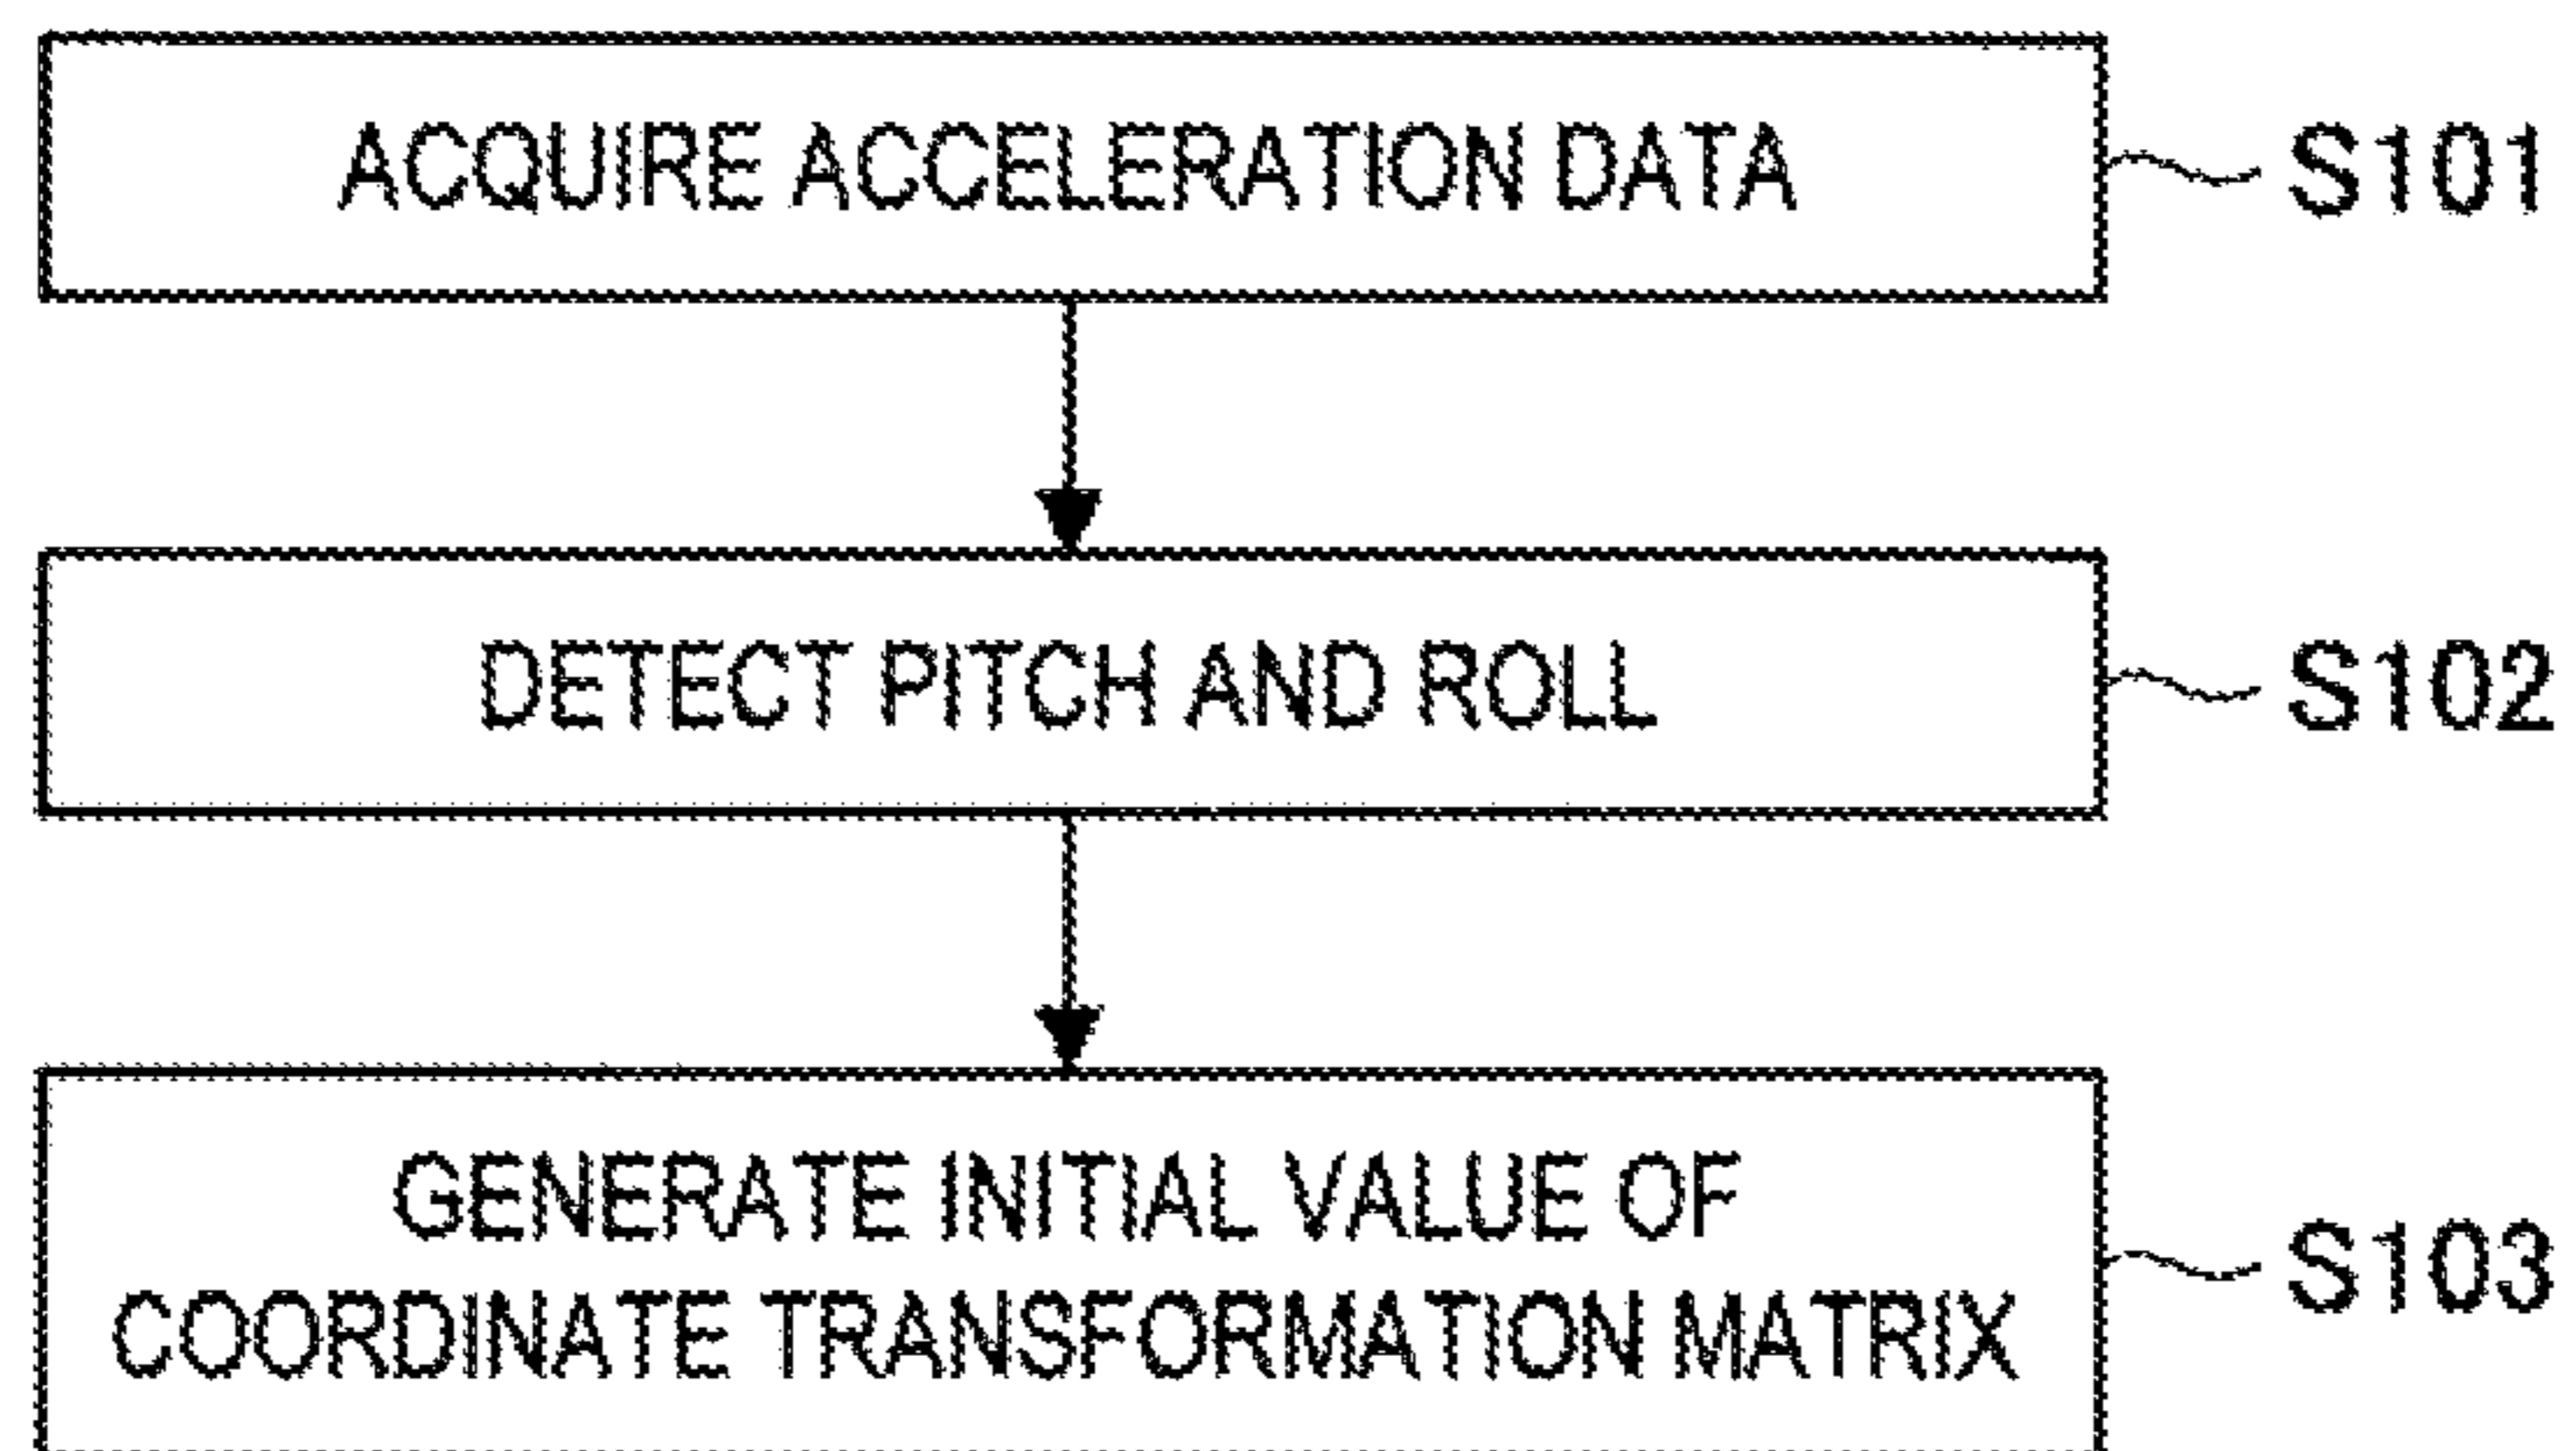 ACQUIRE ACCELERATION DATA
S101
DETECT PITCH AND ROLL
S102
GENERATE INITIAL VALUE OF
COORDINATE TRANSFORMATION MATRIX
S103